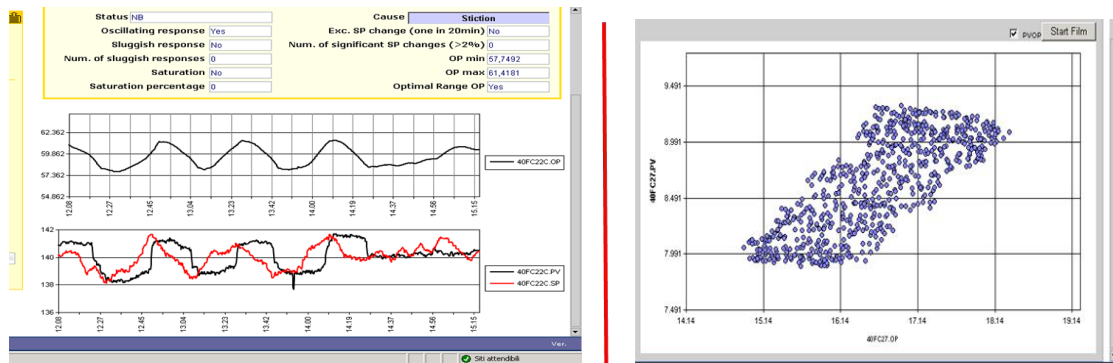 Status NB Cause Stiction
Oscillating response Yes Exc. SP change (one in 20min) No
Sluggish response No Num. of significant SP changes (>2%) 0
Num. of sluggish responses 0 OP min 57,7492
Saturation No OP max 61,4181
Saturation percentage 0 Optimal Range OP Yes
62.362
59.862
57.362
54.862
40FC22C.OP
12.08 12.27 12.45 13.04 13.23 13.42 14.00 14.19 14.37 14.56 15.15
142
140
138
136
40FC22C.PV
40FC22C.SP
12.08 12.27 12.45 13.04 13.23 13.42 14.00 14.19 14.37 14.56 15.15
Ver.
Siti attendibili
PVOP Start Film
9.491
8.991
8.491
7.991
7.491
40FC27.PV
14.14 15.14 16.14 17.14 18.14 19.14
40FC27.OP